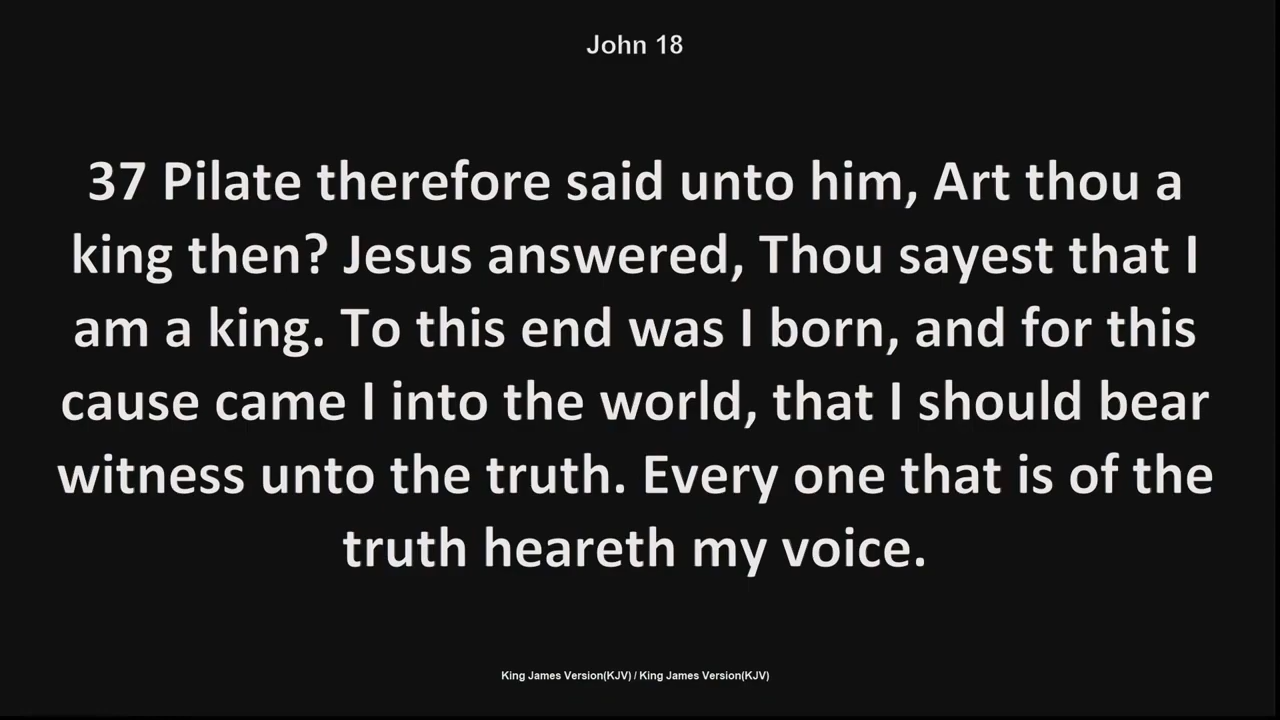 John 18
37 Pilate therefore said unto him, Art thou a
king then? Jesus answered, Thou sayest that I
am a king. To this end was I born, and for this
cause came I into the world, that I should bear
witness unto the truth. Every one that is of the
truth heareth my voice.
King James Version(KJV) / King James Version(KJV)